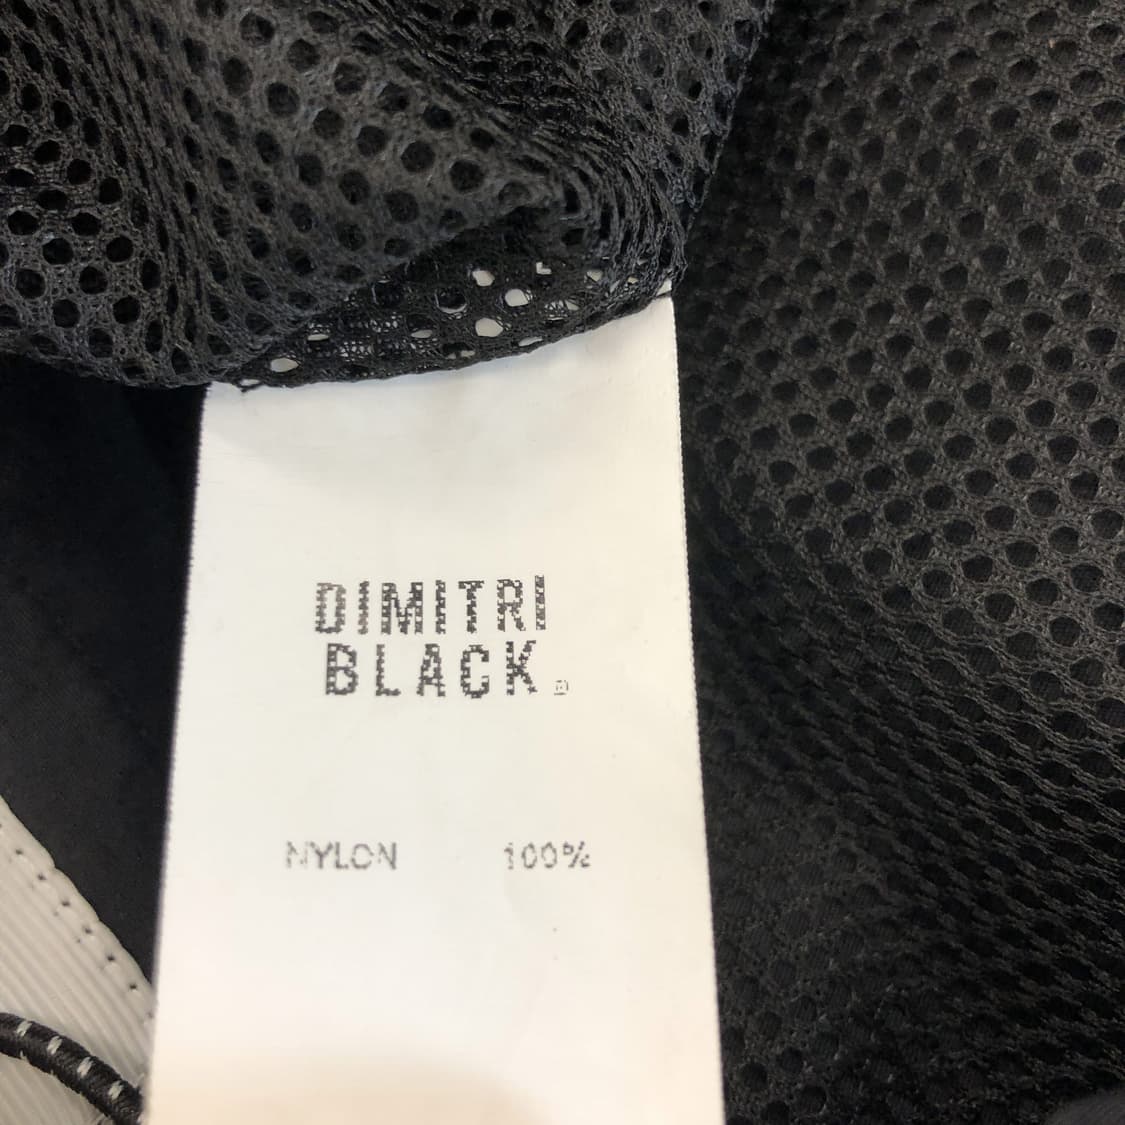 DIMITRI
BLACK.
NYLON 100%